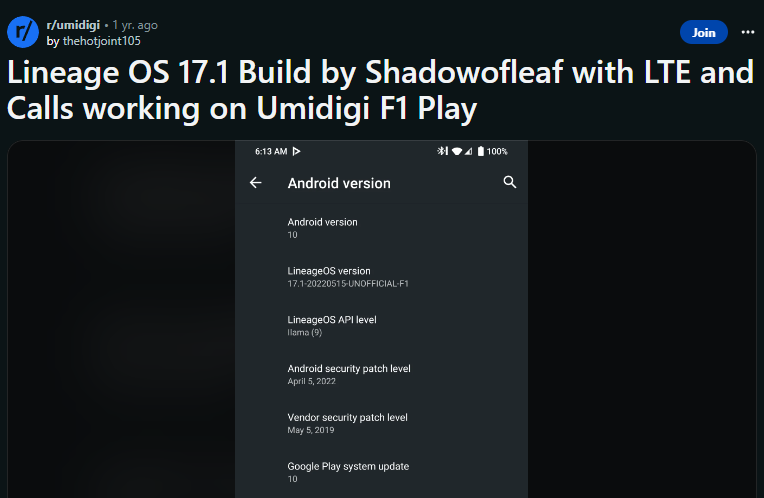 r/umidigi • 1 yr. ago
by thehotjoint105
Join
Lineage OS 17.1 Build by Shadowofleaf with LTE and
Calls working on Umidigi F1 Play
6:13 AM
100%
Android version
Android version
10
LineageOS version
17.1-20220515-UNOFFICIAL-F1
LineageOS API level
llama (9)
Android security patch level
April 5, 2022
Vendor security patch level
May 5, 2019
Google Play system update
10